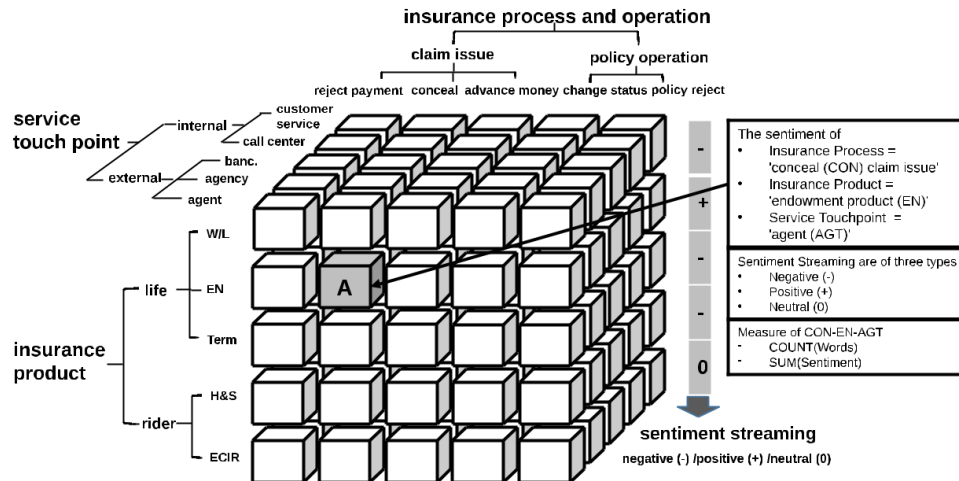 insurance process and operation
claim issue
policy operation
reject payment conceal advance money change status policy reject
service
touch point
internal
customer
service
call center
external
banc.
agency
agent
insurance
product
life
W/L
EN
Term
rider
H&S
ECIR
A
-
+
-
-
0
sentiment streaming
negative (-) /positive (+) /neutral (0)
The sentiment of
• Insurance Process =
'conceal (CON) claim issue'
• Insurance Product =
'endowment product (EN)'
• Service Touchpoint =
'agent (AGT)'
Sentiment Streaming are of three types
• Negative (-)
• Positive (+)
• Neutral (0)
Measure of CON-EN-AGT
- COUNT(Words)
- SUM(Sentiment)